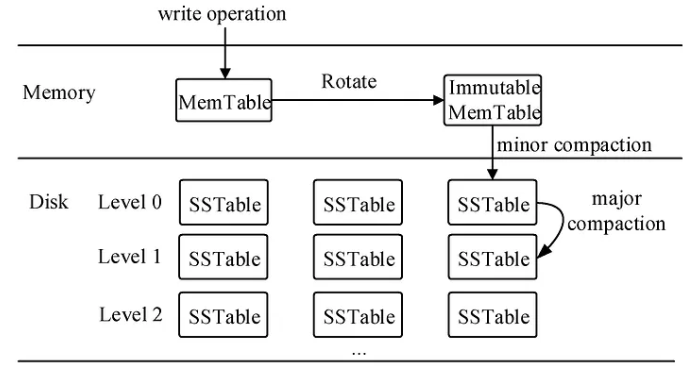 write operation
Memory
MemTable
Rotate
Immutable
MemTable
minor compaction
Disk
Level 0
SSTable
SSTable
SSTable
major
compaction
Level 1
SSTable
SSTable
SSTable
Level 2
SSTable
SSTable
SSTable
...